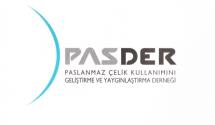 PASDER
PASLANMAZ ÇELİK KULLANIMINI
GELİŞTİRME VE YAYGINLAŞTIRMA DERNEĞİ